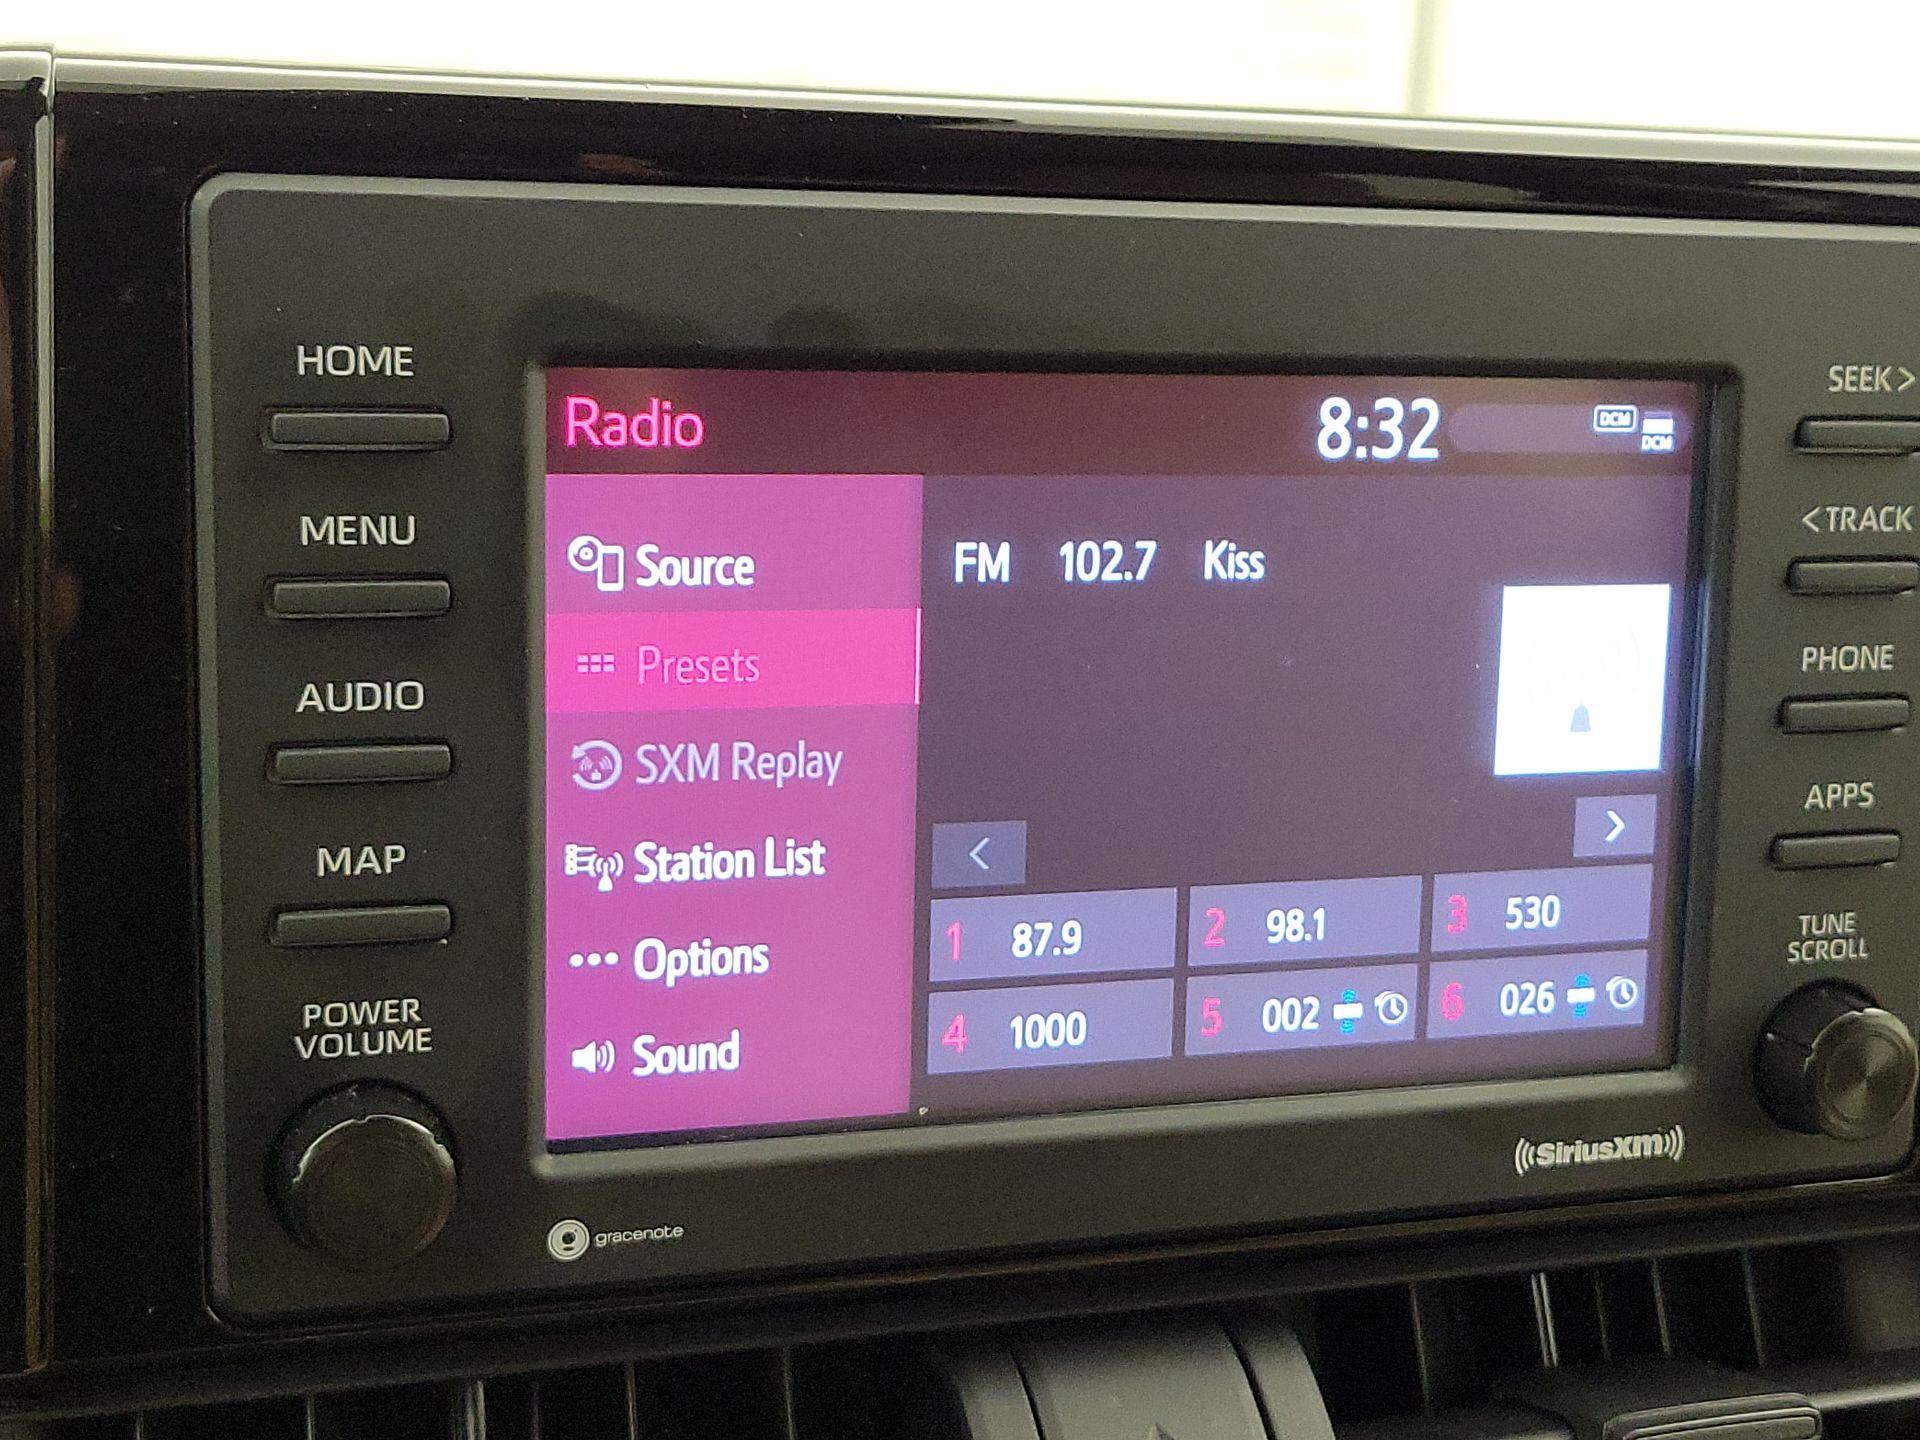 HOME
MENU
AUDIO
MAP
POWER
VOLUME
Radio
8:32
DCM
DCM
Source
Presets
SXM Replay
Station List
Options
Sound
FM 102.7 Kiss
<
>
1 87.9
2 98.1
3 530
4 1000
5 002
6 026
SEEK >
< TRACK
PHONE
APPS
TUNE
SCROLL
gracenote
SiriusXM